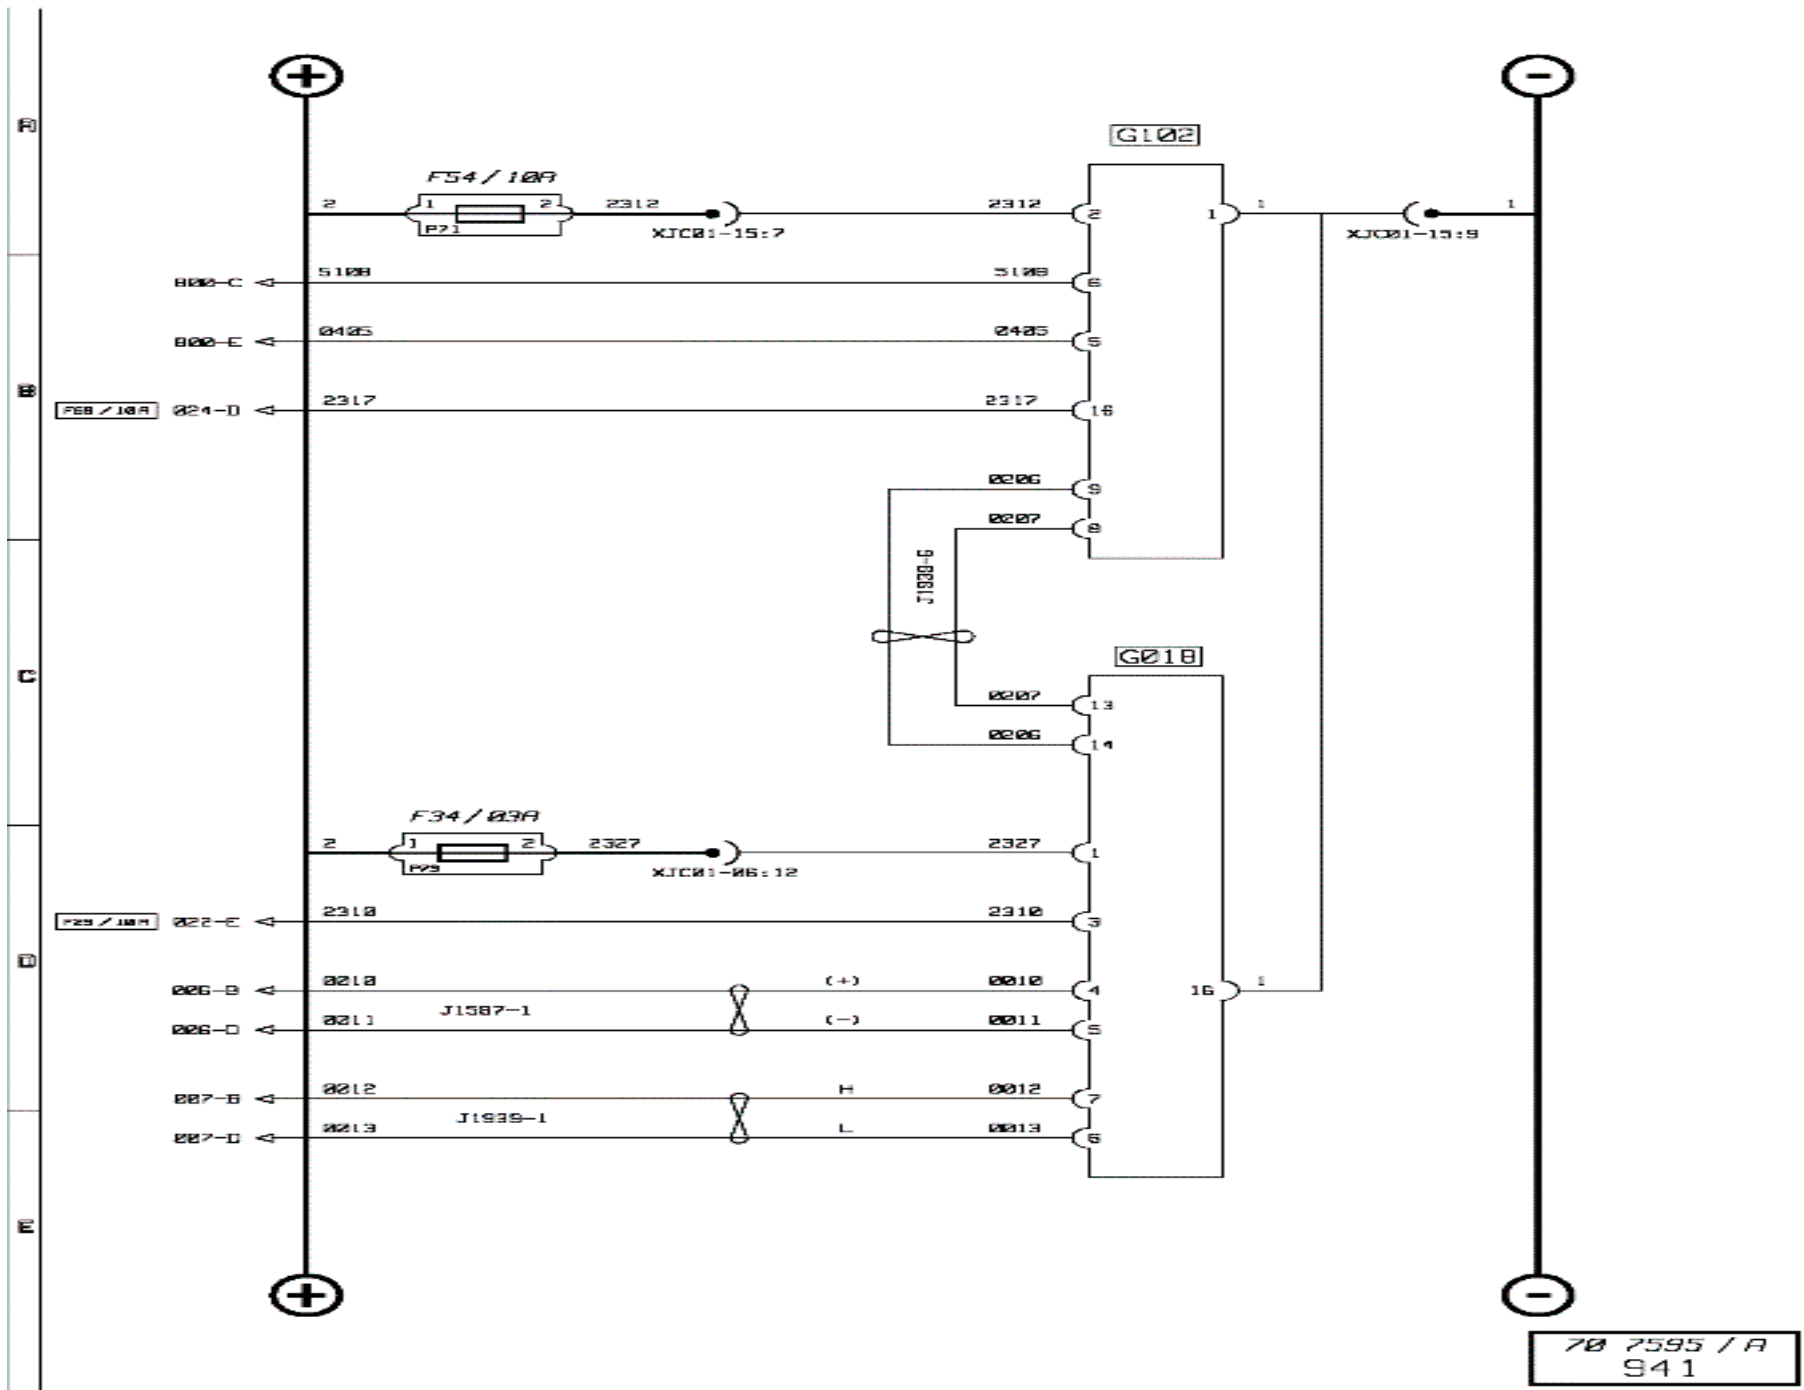 A
G102
F54/10A
2 1 2 2312 2312 2 1 1 1
P71
XJC01-15:7 XJC01-15:9
5108 5108
800-C 6
0405 0405
800-E 5
B
2317 2317
F68/10A 024-D 16
0206 9
0207 8
J1939-6
C
G018
0207 13
0206 14
F34/03A
2 1 2 2327 2327 1
P79
XJC01-06:12
2310 2310
022-E 3
D
0010 (+) 0010
006-B 4 16 1
J1587-1
0011 (-) 0011
006-D 5
0012 H 0012
007-B 7
J1939-1
0013 L 0013
007-D 6
E
70 7595/A
941